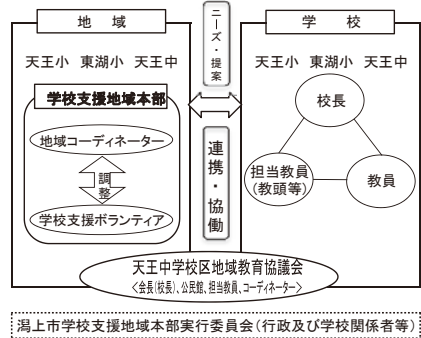 地域
天王小 東湖小 天王中
学校支援地域本部
地域コーディネーター
調整
学校支援ボランティア
ニーズ・提案
連携・協働
学校
天王小 東湖小 天王中
校長
担当教員
(教頭等)
教員
天王中学校区地域教育協議会
<会長(校長)、公民館、担当教員、コーディネーター>
潟上市学校支援地域本部実行委員会(行政及び学校関係者等)